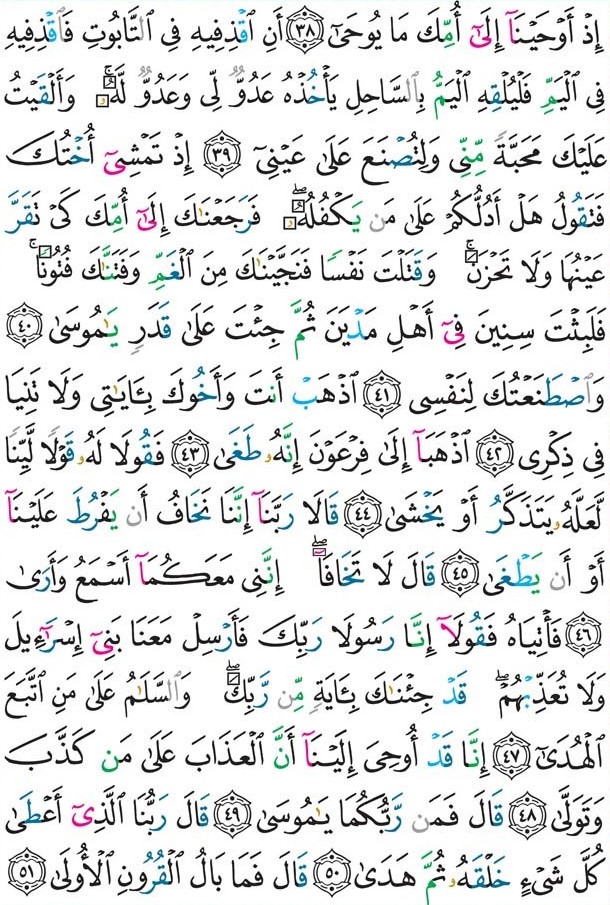 إِذْ أَوْحَيْنَآ إِلَىٰٓ أُمِّكَ مَا يُوحَىٰٓ ﴿٣٨﴾ أَنِ ٱقْذِفِيهِ فِى ٱلتَّابُوتِ فَٱقْذِفِيهِ
فِى ٱلْيَمِّ فَلْيُلْقِهِ ٱلْيَمُّ بِٱلسَّاحِلِ يَأْخُذْهُ عَدُوٌّ لِّى وَعَدُوٌّ لَّهُۥ ۚ وَأَلْقَيْتُ
عَلَيْكَ مَحَبَّةً مِّنِّى وَلِتُصْنَعَ عَلَىٰ عَيْنِىٓ ﴿٣٩﴾ إِذْ تَمْشِىٓ أُخْتُكَ
فَتَقُولُ هَلْ أَدُلُّكُمْ عَلَىٰ مَن يَكْفُلُهُۥ ۖ فَرَجَعْنَٰكَ إِلَىٰٓ أُمِّكَ كَىْ تَقَرَّ
عَيْنُهَا وَلَا تَحْزَنَ ۚ وَقَتَلْتَ نَفْسًا فَنَجَّيْنَٰكَ مِنَ ٱلْغَمِّ وَفَتَنَّٰكَ فُتُونًا ۚ
فَلَبِثْتَ سِنِينَ فِىٓ أَهْلِ مَدْيَنَ ثُمَّ جِئْتَ عَلَىٰ قَدَرٍ يَٰمُوسَىٰ ﴿٤٠﴾
وَٱصْطَنَعْتُكَ لِنَفْسِى ﴿٤١﴾ ٱذْهَبْ أَنتَ وَأَخُوكَ بِـَٔايَٰتِى وَلَا تَنِيَا
فِى ذِكْرِى ﴿٤٢﴾ ٱذْهَبَآ إِلَىٰ فِرْعَوْنَ إِنَّهُۥ طَغَىٰ ﴿٤٣﴾ فَقُولَا لَهُۥ قَوْلًا لَّيِّنًا
لَّعَلَّهُۥ يَتَذَكَّرُ أَوْ يَخْشَىٰ ﴿٤٤﴾ قَالَا رَبَّنَآ إِنَّنَا نَخَافُ أَن يَفْرُطَ عَلَيْنَآ
أَوْ أَن يَطْغَىٰ ﴿٤٥﴾ قَالَ لَا تَخَافَآ ۖ إِنَّنِى مَعَكُمَآ أَسْمَعُ وَأَرَىٰ
﴿٤٦﴾ فَأْتِيَاهُ فَقُولَآ إِنَّا رَسُولَا رَبِّكَ فَأَرْسِلْ مَعَنَا بَنِىٓ إِسْرَٰٓءِيلَ
وَلَا تُعَذِّبْهُمْ ۖ قَدْ جِئْنَٰكَ بِـَٔايَةٍ مِّن رَّبِّكَ ۖ وَٱلسَّلَٰمُ عَلَىٰ مَنِ ٱتَّبَعَ
ٱلْهُدَىٰٓ ﴿٤٧﴾ إِنَّا قَدْ أُوحِىَ إِلَيْنَآ أَنَّ ٱلْعَذَابَ عَلَىٰ مَن كَذَّبَ
وَتَوَلَّىٰ ﴿٤٨﴾ قَالَ فَمَن رَّبُّكُمَا يَٰمُوسَىٰ ﴿٤٩﴾ قَالَ رَبُّنَا ٱلَّذِىٓ أَعْطَىٰ
كُلَّ شَىْءٍ خَلْقَهُۥ ثُمَّ هَدَىٰ ﴿٥٠﴾ قَالَ فَمَا بَالُ ٱلْقُرُونِ ٱلْأُولَىٰ ﴿٥١﴾